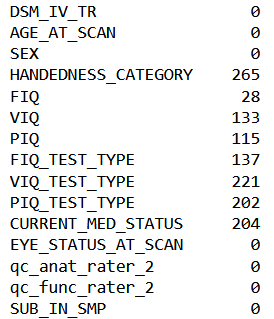 DSM_IV_TR 0
AGE_AT_SCAN 0
SEX 0
HANDEDNESS_CATEGORY 265
FIQ 28
VIQ 133
PIQ 115
FIQ_TEST_TYPE 137
VIQ_TEST_TYPE 221
PIQ_TEST_TYPE 202
CURRENT_MED_STATUS 204
EYE_STATUS_AT_SCAN 0
qc_anat_rater_2 0
qc_func_rater_2 0
SUB_IN_SMP 0